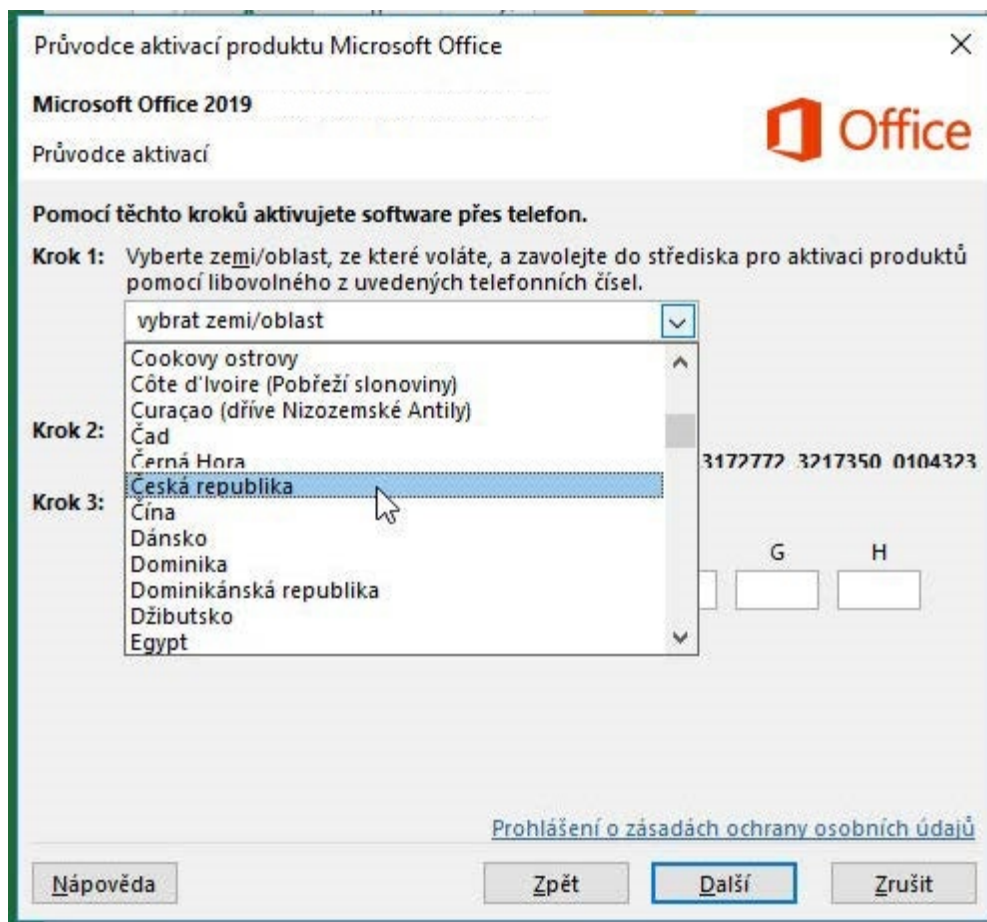 Průvodce aktivací produktu Microsoft Office
Microsoft Office 2019
Office
Průvodce aktivací
Pomocí těchto kroků aktivujete software přes telefon.
Krok 1: Vyberte zemi/oblast, ze které voláte, a zavolejte do střediska pro aktivaci produktů
pomocí libovolného z uvedených telefonních čísel.
vybrat zemi/oblast
Cookovy ostrovy
Côte d'Ivoire (Pobřeží slonoviny)
Curaçao (dříve Nizozemské Antily)
Krok 2:
Čad
Černá Hora
3172772 3217350 0104323
Česká republika
Krok 3:
Čína
Dánsko
G H
Dominika
Dominikánská republika
Džibutsko
Egypt
Prohlášení o zásadách ochrany osobních údajů
Nápověda Zpět Další Zrušit